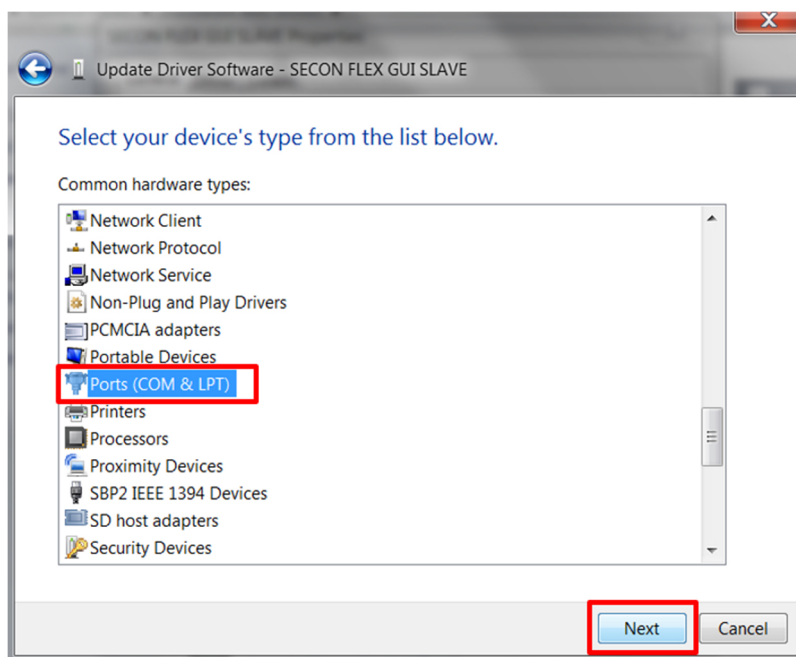 Update Driver Software - SECON FLEX GUI SLAVE
Select your device's type from the list below.
Common hardware types:
Network Client
Network Protocol
Network Service
Non-Plug and Play Drivers
PCMCIA adapters
Portable Devices
Ports (COM & LPT)
Printers
Processors
Proximity Devices
SBP2 IEEE 1394 Devices
SD host adapters
Security Devices
Next Cancel